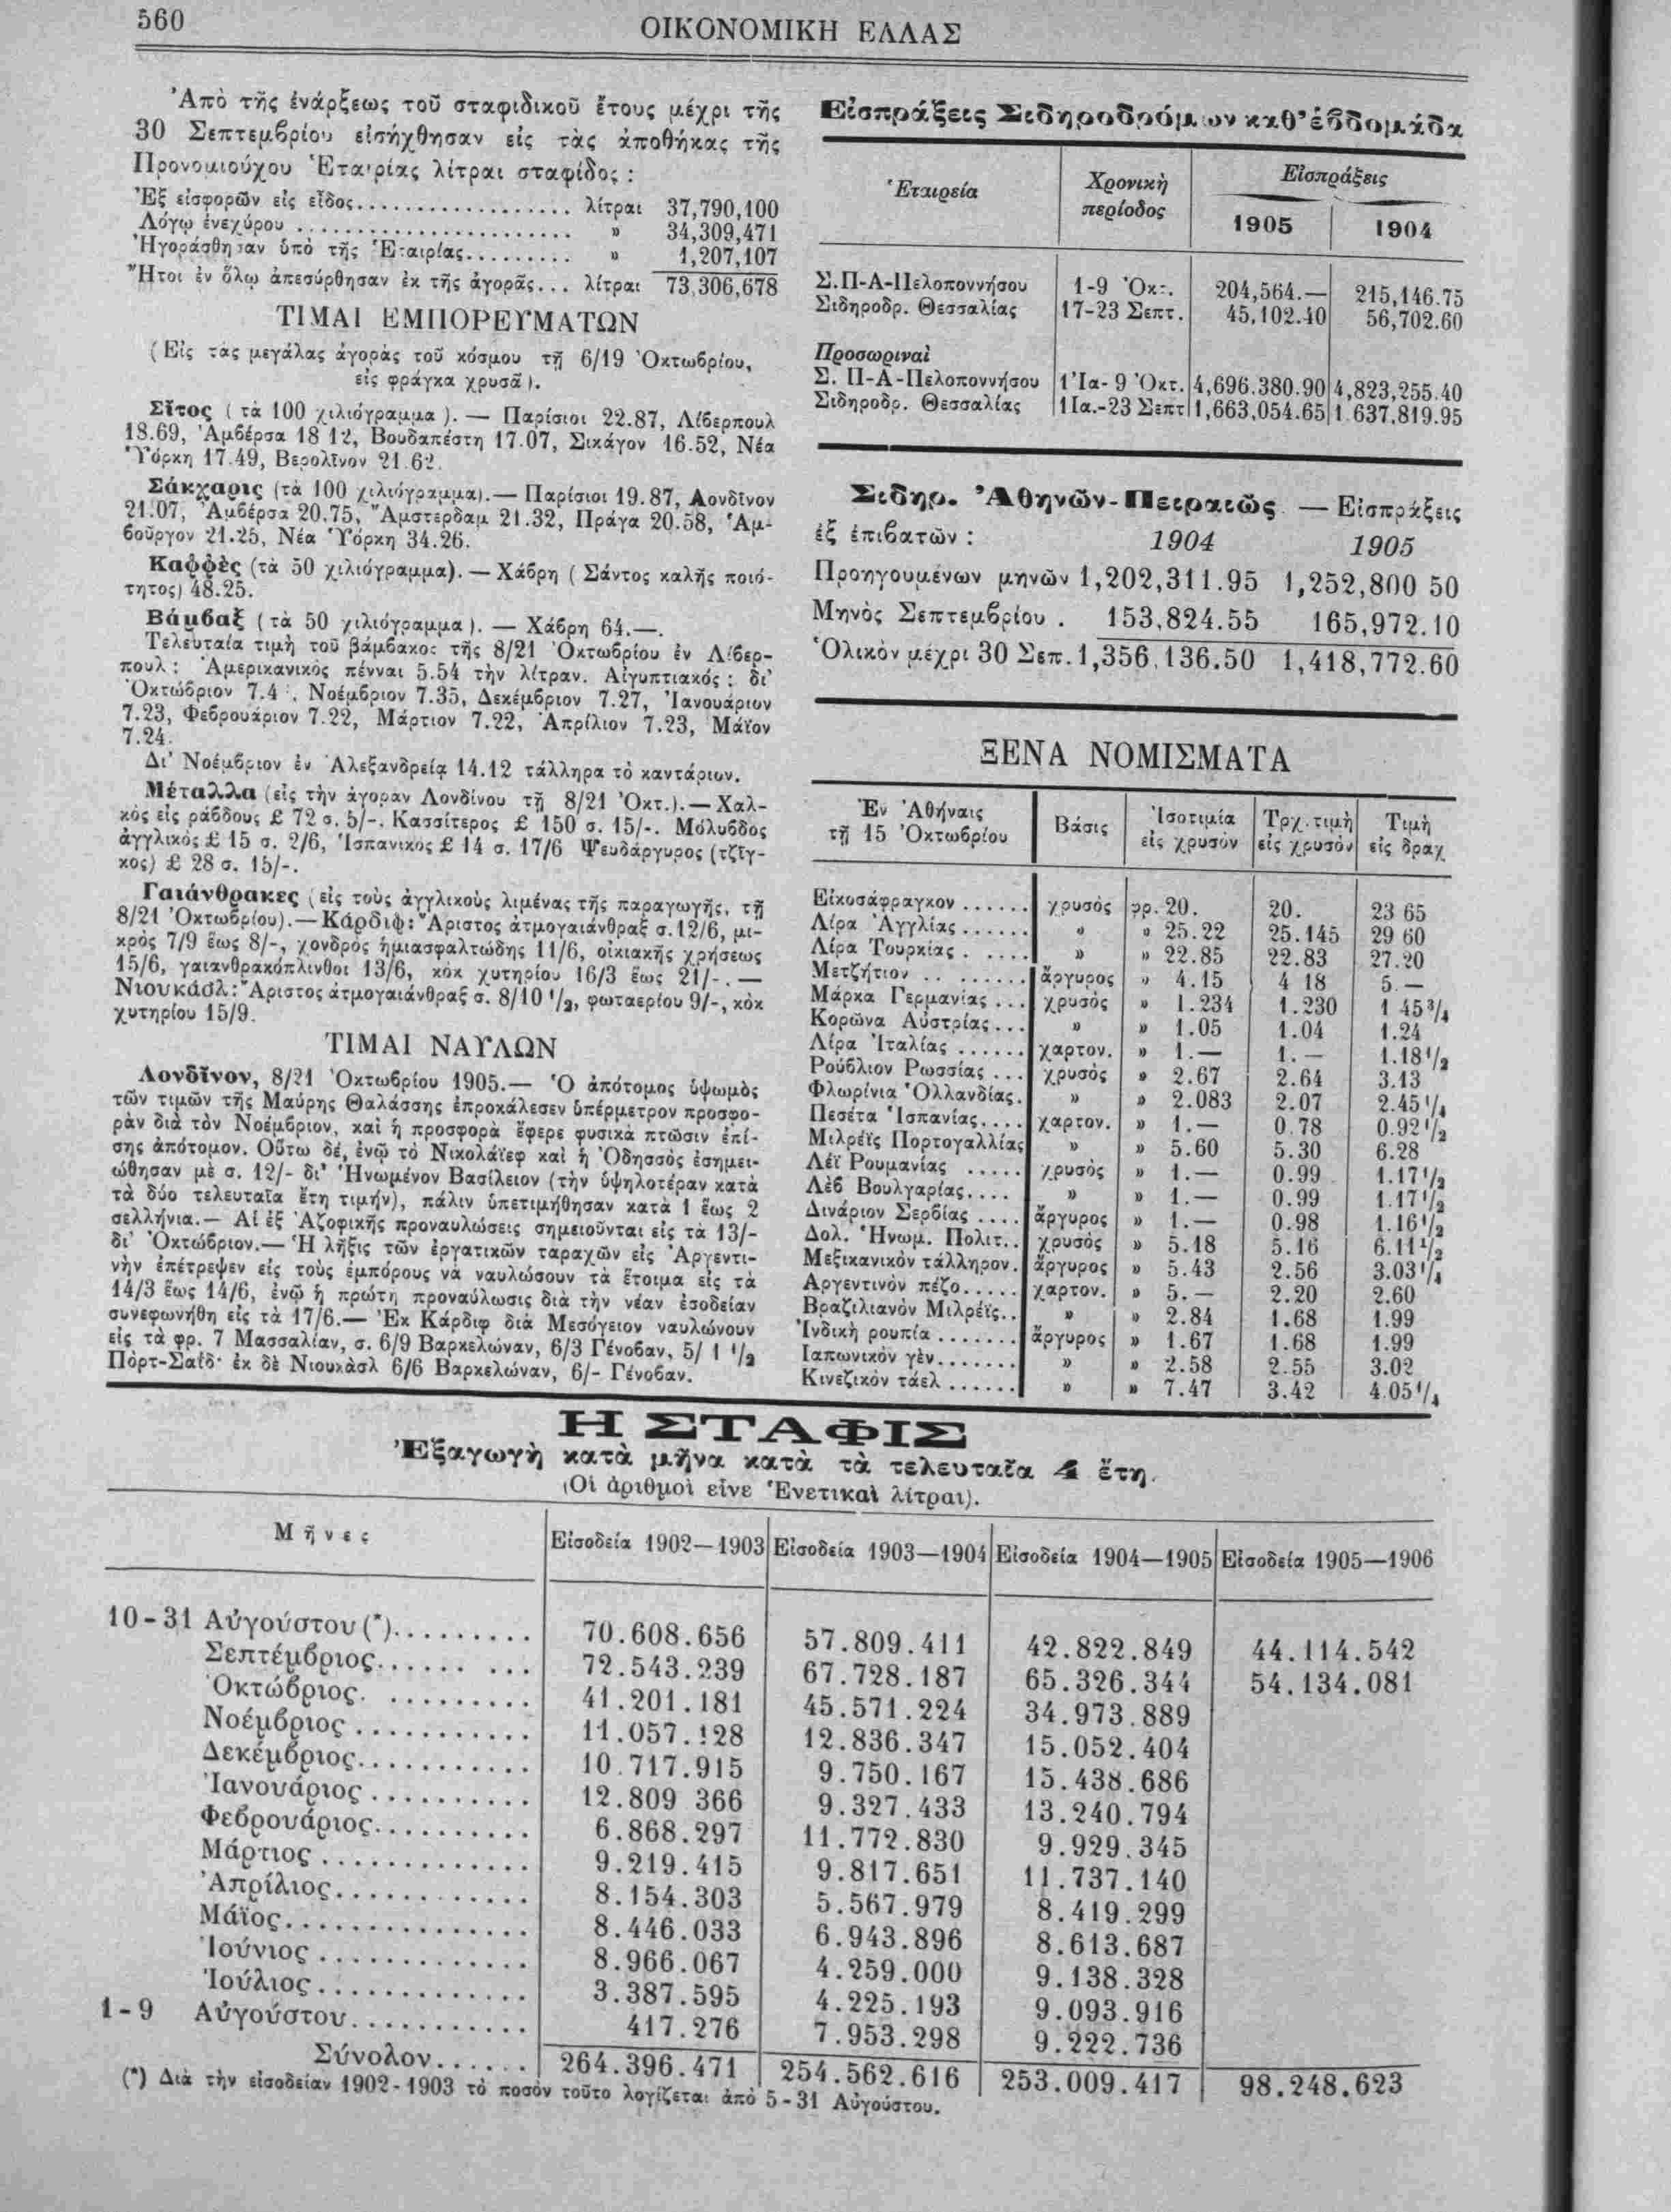 560
ΟΙΚΟΝΟΜΙΚΗ ΕΛΛΑΣ
Ἀπὸ τῆς ἐνάρξεως τοῦ σταφιδικοῦ ἔτους μέχρι τῆς
30 Σεπτεμβρίου εἰσήχθησαν εἰς τὰς ἀποθήκας τῆς
Προνομιούχου Ἑταιρίας λίτραι σταφίδος :
Ἐξ εἰσφορῶν εἰς εἶδος.................. λίτραι 37,790,100
Λόγῳ ἐνεχύρου ....................... » 34,309,471
Ἠγοράσθησαν ὑπὸ τῆς Ἑταιρίας......... » 1,207,107
Ἤτοι ἐν ὅλῳ ἀπεσύρθησαν ἐκ τῆς ἀγορᾶς... λίτραι 73,306,678
ΤΙΜΑΙ ΕΜΠΟΡΕΥΜΑΤΩΝ
(Εἰς τὰς μεγάλας ἀγορὰς τοῦ κόσμου τῇ 6/19 Ὀκτωβρίου,
εἰς φράγκα χρυσᾶ).
Σῖτος (τὰ 100 χιλιόγραμμα). — Παρίσιοι 22.87, Λίβερπουλ
18.69, Ἀμβέρσα 18 12, Βουδαπέστη 17.07, Σικάγον 16.52, Νέα
Ὑόρκη 17.49, Βερολῖνον 21.62.
Σάκχαρις (τὰ 100 χιλιόγραμμα).— Παρίσιοι 19.87, Λονδῖνον
21.07, Ἀμβέρσα 20.75, Ἄμστερδαμ 21.32, Πράγα 20.58, Ἁμ-
βοῦργον 21.25, Νέα Ὑόρκη 34.26.
Καφφὲς (τὰ 50 χιλιόγραμμα). — Χάβρη (Σάντος καλῆς ποιό-
τητος) 48.25.
Βάμβαξ (τὰ 50 χιλιόγραμμα). — Χάβρη 64.—.
Τελευταία τιμὴ τοῦ βάμβακος τῆς 8/21 Ὀκτωβρίου ἐν Λίβερ-
πουλ : Ἀμερικανικὸς πένναι 5.54 τὴν λίτραν. Αἰγυπτιακός : δι'
Ὀκτώβριον 7.4 , Νοέμβριον 7.35, Δεκέμβριον 7.27, Ἰανουάριον
7.23, Φεβρουάριον 7.22, Μάρτιον 7.22, Ἀπρίλιον 7.23, Μάϊον
7.24.
Δι' Νοέμβριον ἐν Ἀλεξανδρείᾳ 14.12 τάλληρα τὸ καντάριον.
Μέταλλα (εἰς τὴν ἀγορὰν Λονδίνου τῇ 8/21 Ὀκτ.).— Χαλ-
κὸς εἰς ράβδους £ 72 σ. 5/-. Κασσίτερος £ 150 σ. 15/-. Μόλυβδος
ἀγγλικὸς £ 15 σ. 2/6, Ἱσπανικὸς £ 14 σ. 17/6 Ψευδάργυρος (τζῖγ-
κος) £ 28 σ. 15/-.
Γαιάνθρακες (εἰς τοὺς ἀγγλικοὺς λιμένας τῆς παραγωγῆς, τῇ
8/21 Ὀκτωβρίου).— Κάρδιφ: Ἄριστος ἀτμογαιάνθραξ σ. 12/6, μι-
κρὸς 7/9 ἕως 8/-, χονδρὸς ἡμιασφαλτώδης 11/6, οἰκιακῆς χρήσεως
15/6, γαιανθρακόπλινθοι 13/6, κὸκ χυτηρίου 16/3 ἕως 21/-. —
Νιουκάσλ: Ἄριστος ἀτμογαιάνθραξ σ. 8/10 1/2, φωταερίου 9/-, κὸκ
χυτηρίου 15/9.
ΤΙΜΑΙ ΝΑΥΛΩΝ
Λονδῖνον, 8/21 Ὀκτωβρίου 1905.— Ὁ ἀπότομος ὑψωμὸς
τῶν τιμῶν τῆς Μαύρης Θαλάσσης ἐπροκάλεσεν ὑπέρμετρον προσφο-
ρὰν διὰ τὸν Νοέμβριον, καὶ ἡ προσφορὰ ἔφερε φυσικὰ πτῶσιν ἐπί-
σης ἀπότομον. Οὕτω δέ, ἐνῷ τὸ Νικολάϊεφ καὶ ἡ Ὀδησσὸς ἐσημει-
ώθησαν μὲ σ. 12/- δι' Ἡνωμένον Βασίλειον (τὴν ὑψηλοτέραν κατὰ
τὰ δύο τελευταῖα ἔτη τιμήν), πάλιν ὑπετιμήθησαν κατὰ 1 ἕως 2
σελλήνια.— Αἱ ἐξ Ἀζοφικῆς προναυλώσεις σημειοῦνται εἰς τὰ 13/-
δι' Ὀκτώβριον.— Ἡ λῆξις τῶν ἐργατικῶν ταραχῶν εἰς Ἀργεντι-
νὴν ἐπέτρεψεν εἰς τοὺς ἐμπόρους νὰ ναυλώσουν τὰ ἕτοιμα εἰς τὰ
14/3 ἕως 14/6, ἐνῷ ἡ πρώτη προναύλωσις διὰ τὴν νέαν ἐσοδείαν
συνεφωνήθη εἰς τὰ 17/6.— Ἐκ Κάρδιφ διὰ Μεσόγειον ναυλώνουν
εἰς τὰ φρ. 7 Μασσαλίαν, σ. 6/9 Βαρκελώναν, 6/3 Γένοβαν, 5/ 1 1/2
Πὸρτ-Σαΐδ· ἐκ δὲ Νιουκὰσλ 6/6 Βαρκελώναν, 6/- Γένοβαν.
Εἰσπράξεις Σιδηροδρόμων καθ' ἑβδομάδα
Ἑταιρεία Χρονικὴ περίοδος Εἰσπράξεις
1905 1904
Σ.Π-Α-Πελοποννήσου 1-9 Ὀκτ. 204,564.— 215,146.75
Σιδηροδρ. Θεσσαλίας 17-23 Σεπτ. 45,102.40 56,702.60
Προσωριναὶ
Σ. Π-Α-Πελοποννήσου 1 Ἰα- 9 Ὀκτ. 4,696.380.90 4,823,255.40
Σιδηροδρ. Θεσσαλίας 1 Ια.-23 Σεπτ 1,663,054.65 1.637,819.95
Σιδηρ. Ἀθηνῶν-Πειραιῶς. — Εἰσπράξεις
ἐξ ἐπιβατῶν : 1904 1905
Προηγουμένων μηνῶν 1,202,311.95 1,252,800 50
Μηνὸς Σεπτεμβρίου . 153,824.55 165,972.10
Ὁλικὸν μέχρι 30 Σεπ. 1,356,136.50 1,418,772.60
ΞΕΝΑ ΝΟΜΙΣΜΑΤΑ
Ἐν Ἀθήναις τῇ 15 Ὀκτωβρίου Βάσις Ἰσοτιμία εἰς χρυσὸν Τρχ. τιμὴ εἰς χρυσὸν Τιμὴ εἰς δραχ
Εἰκοσάφραγκον ...... χρυσὸς φρ. 20. 20. 23 65
Λίρα Ἀγγλίας ...... » » 25.22 25.145 29 60
Λίρα Τουρκίας ..... » » 22.85 22.83 27.20
Μετζήτιον ........ ἄργυρος » 4.15 4 18 5.—
Μάρκα Γερμανίας ... χρυσὸς » 1.234 1.230 1 45 3/4
Κορῶνα Αὐστρίας... » » 1.05 1.04 1.24
Λίρα Ἰταλίας ...... χαρτον. » 1.— 1.— 1.18 1/2
Ρούβλιον Ρωσσίας ... χρυσὸς » 2.67 2.64 3.13
Φλωρίνια Ὁλλανδίας. » » 2.083 2.07 2.45 1/4
Πεσέτα Ἱσπανίας.... χαρτον. » 1.— 0.78 0.92 1/2
Μιλρέϊς Πορτογαλλίας » » 5.60 5.30 6.28
Λέϊ Ρουμανίας ..... χρυσὸς » 1.— 0.99 1.17 1/2
Λὲβ Βουλγαρίας.... » » 1.— 0.99 1.17 1/2
Δινάριον Σερβίας .... ἄργυρος » 1.— 0.98 1.16 1/2
Δολ. Ἡνωμ. Πολιτ.. χρυσὸς » 5.18 5.16 6.11 1/2
Μεξικανικὸν τάλληρον. ἄργυρος » 5.43 2.56 3.03 1/4
Αργεντινὸν πέζο..... χαρτον. » 5.— 2.20 2.60
Βραζιλιανὸν Μιλρέϊς.. » » 2.84 1.68 1.99
Ἰνδικὴ ρουπία ....... ἄργυρος » 1.67 1.68 1.99
Ιαπωνικὸν γὲν....... » » 2.58 2.55 3.02
Κινεζικὸν τάελ ...... » » 7.47 3.42 4.05 1/4
Η ΣΤΑΦΙΣ
Ἐξαγωγὴ κατὰ μῆνα κατὰ τὰ τελευταῖα 4 ἔτη.
(Οἱ ἀριθμοὶ εἶνε Ἐνετικαὶ λίτραι).
Μῆνες Εἰσοδεία 1902—1903 Εἰσοδεία 1903—1904 Εἰσοδεία 1904—1905 Εἰσοδεία 1905—1906
10-31 Αὐγούστου (*)......... 70.608.656 57.809.411 42.822.849 44.114.542
Σεπτέμβριος...... ... 72.543.239 67.728.187 65.326.344 54.134.081
Ὀκτώβριος. ......... 41.201.181 45.571.224 34.973.889
Νοέμβριος ........... 11.057.128 12.836.347 15.052.404
Δεκέμβριος........... 10.717.915 9.750.167 15.438.686
Ἰανουάριος .......... 12.809 366 9.327.433 13.240.794
Φεβρουάριος.......... 6.868.297 11.772.830 9.929.345
Μάρτιος ............. 9.219.415 9.817.651 11.737.140
Ἀπρίλιος............ 8.154.303 5.567.979 8.419.299
Μάϊος............... 8.446.033 6.943.896 8.613.687
Ἰούνιος ............. 8.966.067 4.259.000 9.138.328
Ἰούλιος ............. 3.387.595 4.225.193 9.093.916
1-9 Αὐγούστου........... 417.276 7.953.298 9.222.736
Σύνολον...... 264.396.471 254.562.616 253.009.417 98.248.623
(*) Διὰ τὴν εἰσοδείαν 1902-1903 τὸ ποσὸν τοῦτο λογίζεται ἀπὸ 5-31 Αὐγούστου.